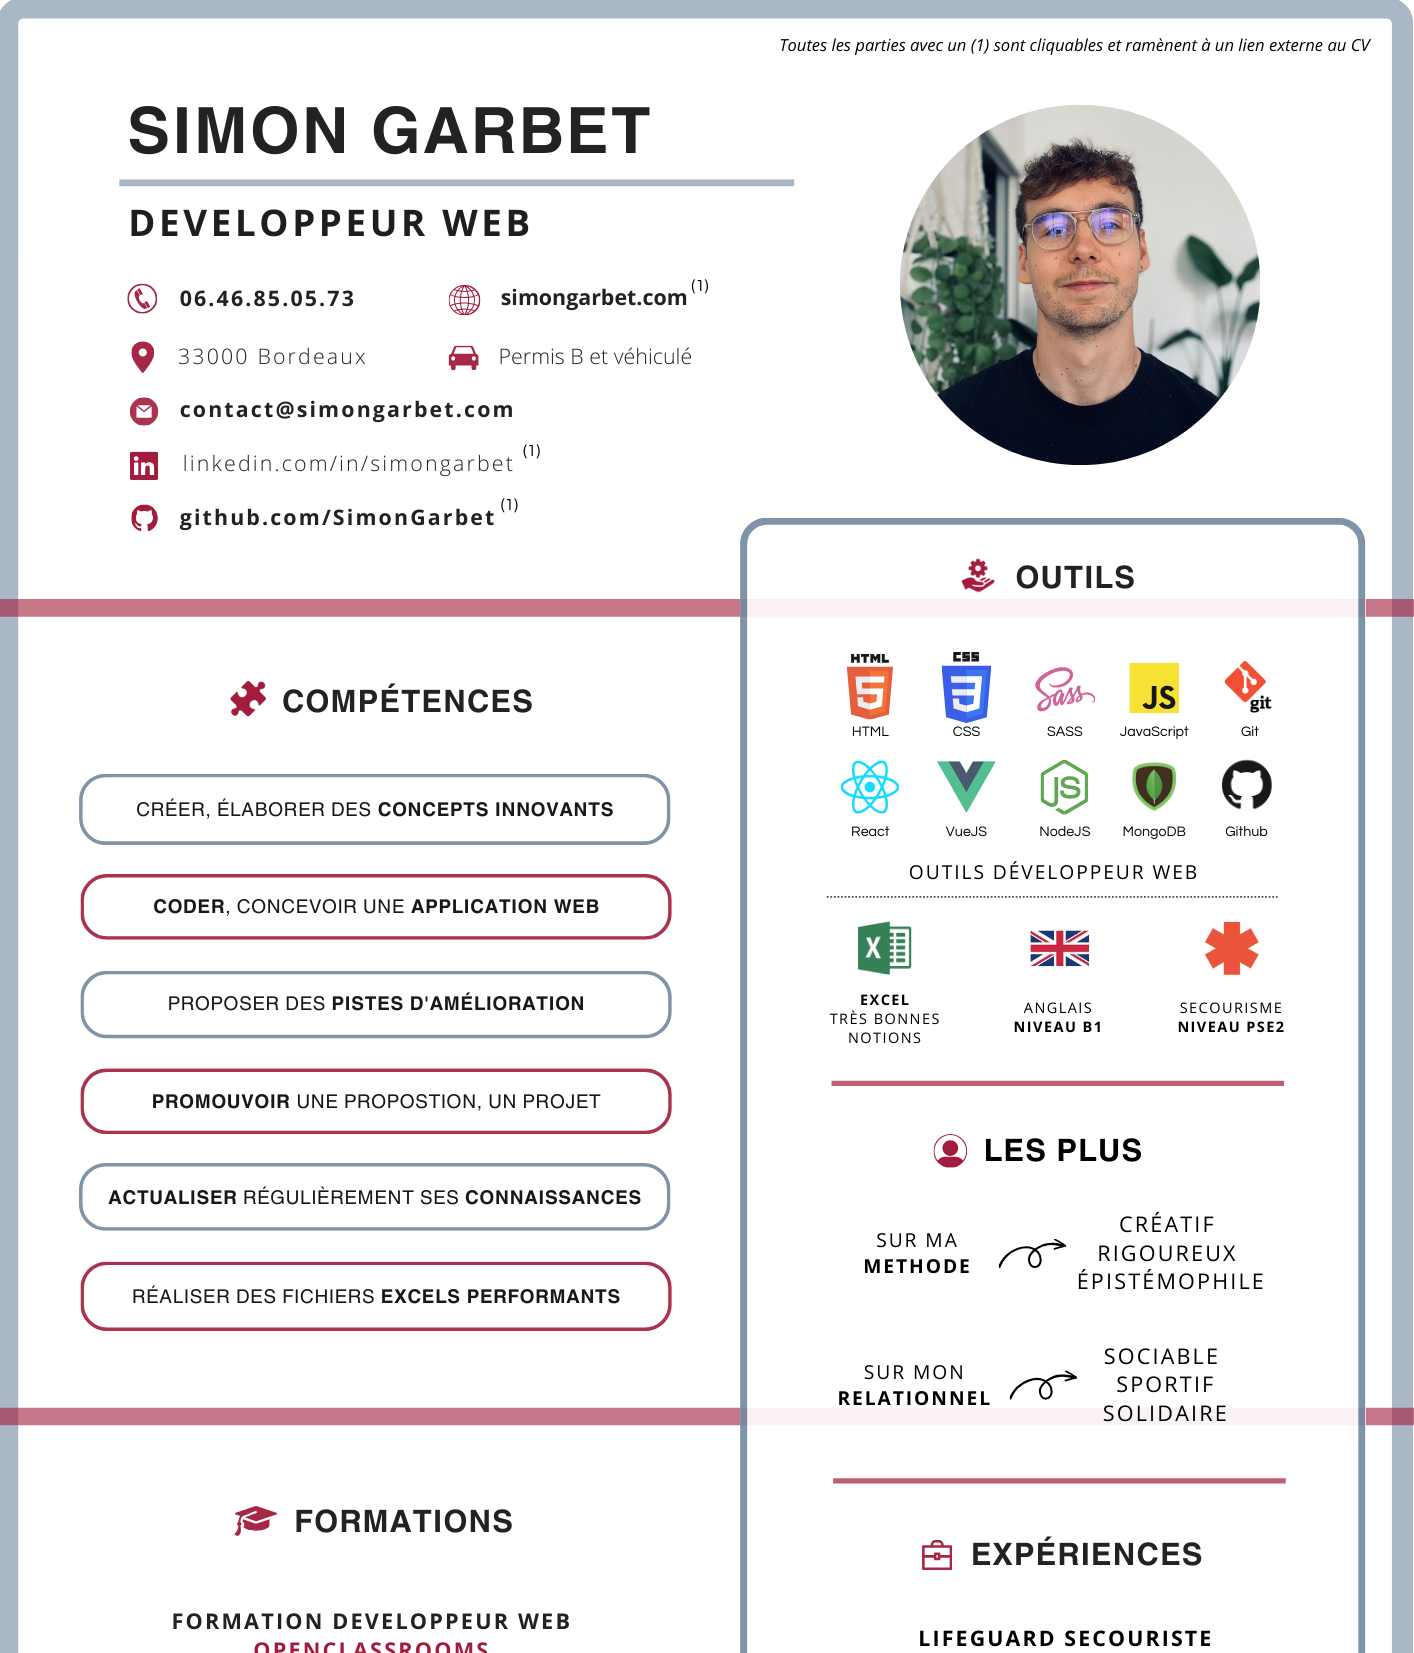 Toutes les parties avec un (1) sont cliquables et ramènent à un lien externe au CV
SIMON GARBET
DEVELOPPEUR WEB
06.46.85.05.73
simongarbet.com (1)
33000 Bordeaux
Permis B et véhiculé
contact@simongarbet.com
linkedin.com/in/simongarbet (1)
github.com/SimonGarbet (1)
COMPÉTENCES
CRÉER, ÉLABORER DES CONCEPTS INNOVANTS
CODER, CONCEVOIR UNE APPLICATION WEB
PROPOSER DES PISTES D'AMÉLIORATION
PROMOUVOIR UNE PROPOSTION, UN PROJET
ACTUALISER RÉGULIÈREMENT SES CONNAISSANCES
RÉALISER DES FICHIERS EXCELS PERFORMANTS
FORMATIONS
FORMATION DEVELOPPEUR WEB
OPENCLASSROOMS
OUTILS
HTML CSS Sass JS git
HTML CSS SASS JavaScript Git
JS
React VueJS NodeJS MongoDB Github
OUTILS DÉVELOPPEUR WEB
X
EXCEL
TRÈS BONNES
NOTIONS
ANGLAIS
NIVEAU B1
SECOURISME
NIVEAU PSE2
LES PLUS
SUR MA
METHODE
CRÉATIF
RIGOUREUX
ÉPISTÉMOPHILE
SUR MON
RELATIONNEL
SOCIABLE
SPORTIF
SOLIDAIRE
EXPÉRIENCES
LIFEGUARD SECOURISTE